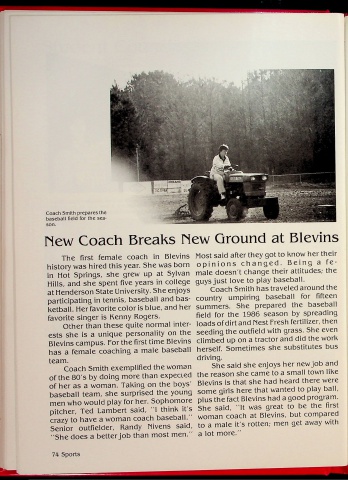 Coach Smith prepares the
baseball field for the sea-
son.
New Coach Breaks New Ground at Blevins
The first female coach in Blevins
history was hired this year. She was born
in Hot Springs, she grew up at Sylvan
Hills, and she spent five years in college
at Henderson State University. She enjoys
participating in tennis, baseball and bas-
ketball. Her favorite color is blue, and her
favorite singer is Kenny Rogers.
Other than these quite normal inter-
ests she is a unique personality on the
Blevins campus. For the first time Blevins
has a female coaching a male baseball
team.
Coach Smith exemplified the woman
of the 80's by doing more than expected
of her as a woman. Taking on the boys'
baseball team, she surprised the young
men who would play for her. Sophomore
pitcher, Ted Lambert said, "I think it's
crazy to have a woman coach baseball."
Senior outfielder, Randy Nivens said,
"She does a better job than most men."
Most said after they got to know her their
opinions changed. Being a fe-
male doesn't change their attitudes; the
guys just love to play baseball.
Coach Smith has traveled around the
country umpiring baseball for fifteen
summers. She prepared the baseball
field for the 1986 season by spreading
loads of dirt and Nest Fresh fertilizer, then
seeding the outfield with grass. She even
climbed up on a tractor and did the work
herself. Sometimes she substitutes bus
driving.
She said she enjoys her new job and
the reason she came to a small town like
Blevins is that she had heard there were
some girls here that wanted to play ball,
plus the fact Blevins had a good program.
She said, "It was great to be the first
woman coach at Blevins, but compared
to a male it's rotten; men get away with
a lot more."
74 Sports